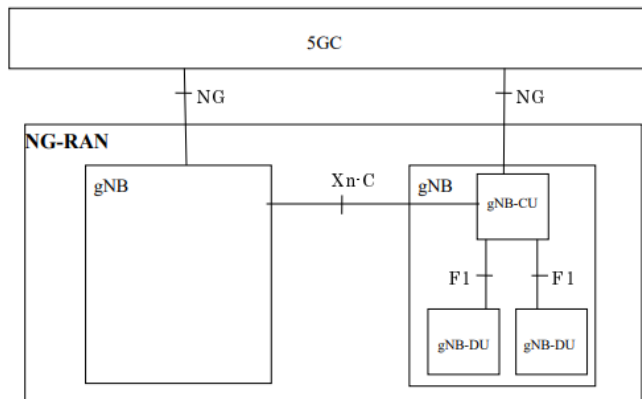 5GC
NG
NG
NG-RAN
gNB
Xn-C
gNB
gNB-CU
F1
F1
gNB-DU
gNB-DU